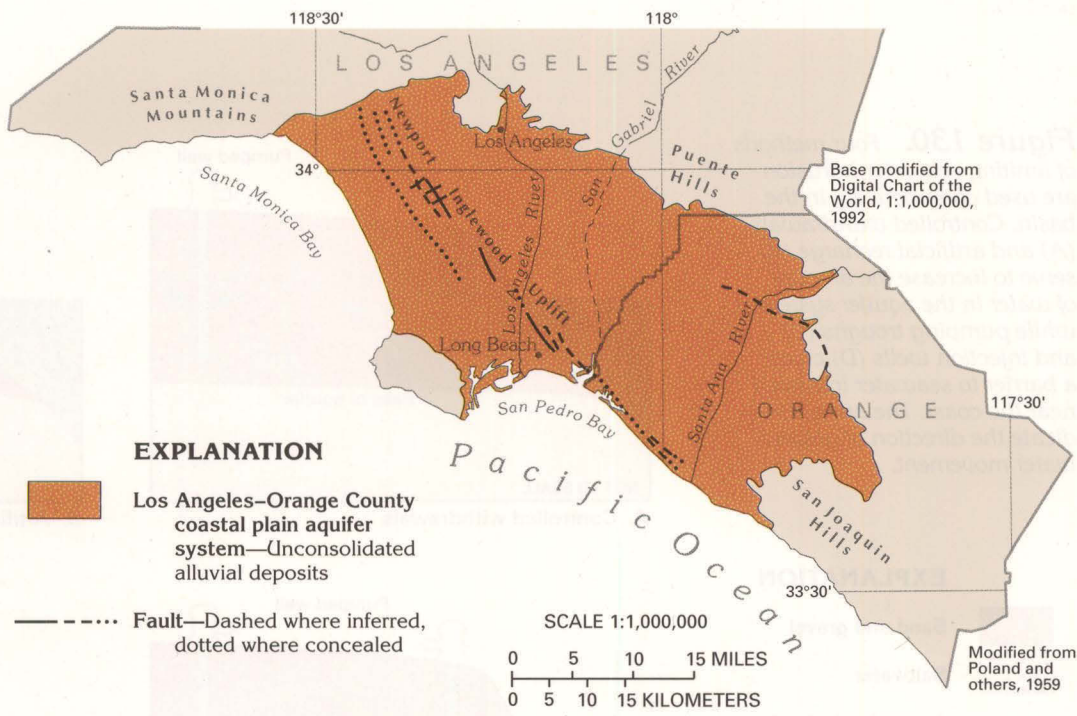 118°30'
118°
LOS ANGELES
Santa Monica
Mountains
Newport
Inglewood
Uplift
Los Angeles
Los Angeles River
San Gabriel River
Puente
Hills
34°
Santa Monica Bay
Base modified from
Digital Chart of the
World, 1:1,000,000,
1992
Long Beach
San Pedro Bay
Santa Ana River
ORANGE
117°30'
San Joaquin
Hills
Pacific Ocean
33°30'
EXPLANATION
Los Angeles–Orange County
coastal plain aquifer
system—Unconsolidated
alluvial deposits
Fault—Dashed where inferred,
dotted where concealed
SCALE 1:1,000,000
0 5 10 15 MILES
0 5 10 15 KILOMETERS
Modified from
Poland and
others, 1959
Figure 130.
EXPLANATION